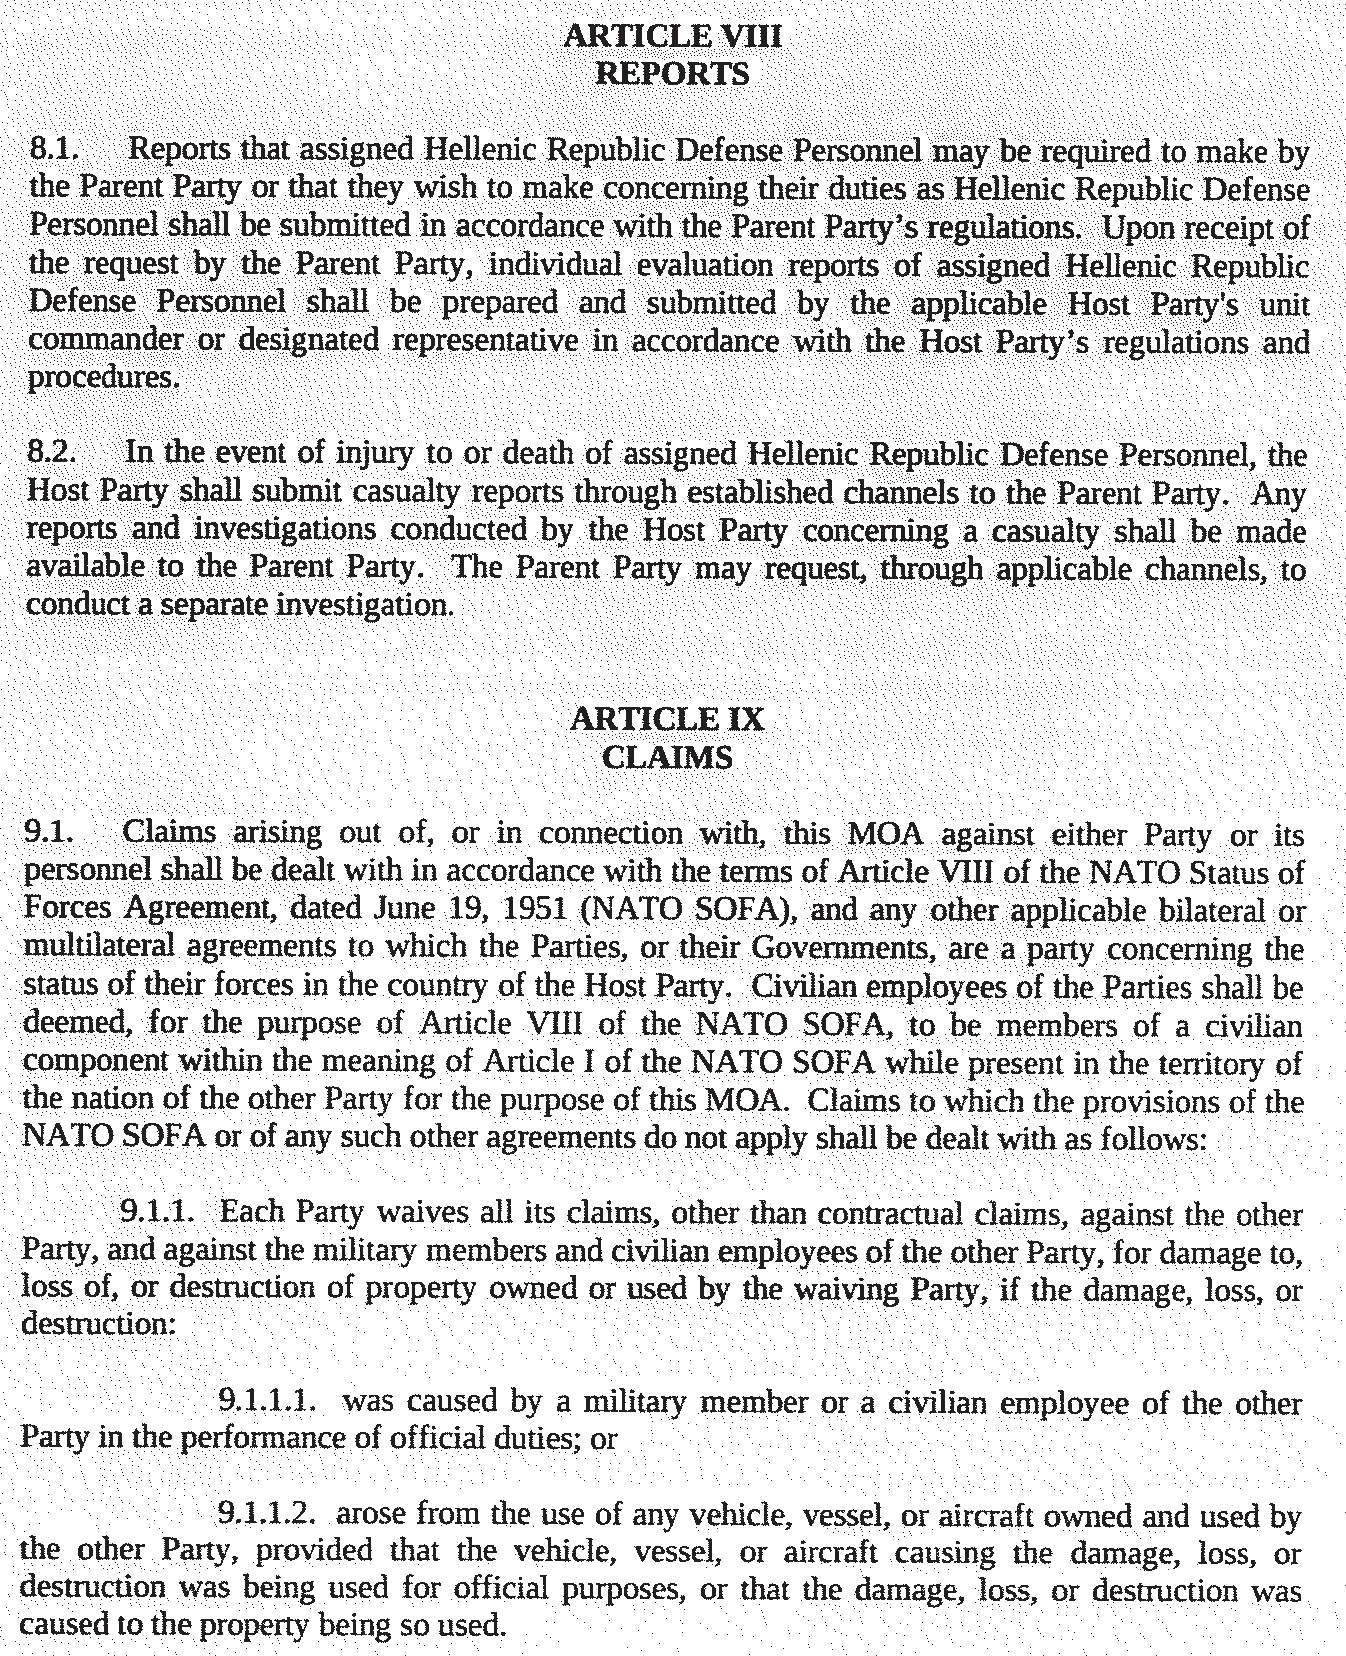 ARTICLE VIII
REPORTS
8.1. Reports that assigned Hellenic Republic Defense Personnel may be required to make by
the Parent Party or that they wish to make concerning their duties as Hellenic Republic Defense
Personnel shall be submitted in accordance with the Parent Party’s regulations. Upon receipt of
the request by the Parent Party, individual evaluation reports of assigned Hellenic Republic
Defense Personnel shall be prepared and submitted by the applicable Host Party's unit
commander or designated representative in accordance with the Host Party’s regulations and
procedures.
8.2. In the event of injury to or death of assigned Hellenic Republic Defense Personnel, the
Host Party shall submit casualty reports through established channels to the Parent Party. Any
reports and investigations conducted by the Host Party concerning a casualty shall be made
available to the Parent Party. The Parent Party may request, through applicable channels, to
conduct a separate investigation.
ARTICLE IX
CLAIMS
9.1. Claims arising out of, or in connection with, this MOA against either Party or its
personnel shall be dealt with in accordance with the terms of Article VIII of the NATO Status of
Forces Agreement, dated June 19, 1951 (NATO SOFA), and any other applicable bilateral or
multilateral agreements to which the Parties, or their Governments, are a party concerning the
status of their forces in the country of the Host Party. Civilian employees of the Parties shall be
deemed, for the purpose of Article VIII of the NATO SOFA, to be members of a civilian
component within the meaning of Article I of the NATO SOFA while present in the territory of
the nation of the other Party for the purpose of this MOA. Claims to which the provisions of the
NATO SOFA or of any such other agreements do not apply shall be dealt with as follows:
9.1.1. Each Party waives all its claims, other than contractual claims, against the other
Party, and against the military members and civilian employees of the other Party, for damage to,
loss of, or destruction of property owned or used by the waiving Party, if the damage, loss, or
destruction:
9.1.1.1. was caused by a military member or a civilian employee of the other
Party in the performance of official duties; or
9.1.1.2. arose from the use of any vehicle, vessel, or aircraft owned and used by
the other Party, provided that the vehicle, vessel, or aircraft causing the damage, loss, or
destruction was being used for official purposes, or that the damage, loss, or destruction was
caused to the property being so used.